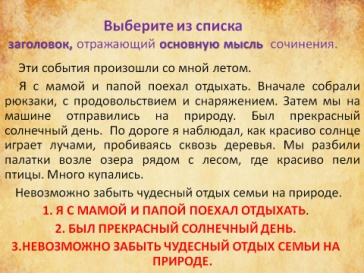 Выберите из списка
заголовок, отражающий основную мысль сочинения.
Эти события произошли со мной летом.
Я с мамой и папой поехал отдыхать. Вначале собрали
рюкзаки, с продовольствием и снаряжением. Затем мы на
машине отправились на природу. Был прекрасный
солнечный день. По дороге я наблюдал, как красиво солнце
играет лучами, пробиваясь сквозь деревья. Мы разбили
палатки возле озера рядом с лесом, где красиво пели
птицы. Много купались.
Невозможно забыть чудесный отдых семьи на природе.
1. Я С МАМОЙ И ПАПОЙ ПОЕХАЛ ОТДЫХАТЬ.
2. БЫЛ ПРЕКРАСНЫЙ СОЛНЕЧНЫЙ ДЕНЬ.
3.НЕВОЗМОЖНО ЗАБЫТЬ ЧУДЕСНЫЙ ОТДЫХ СЕМЬИ НА
ПРИРОДЕ.